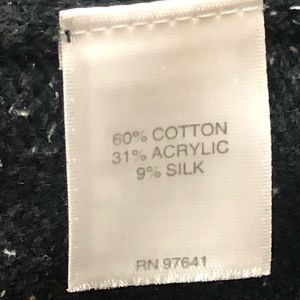 60% COTTON
31% ACRYLIC
9% SILK
RN 97641